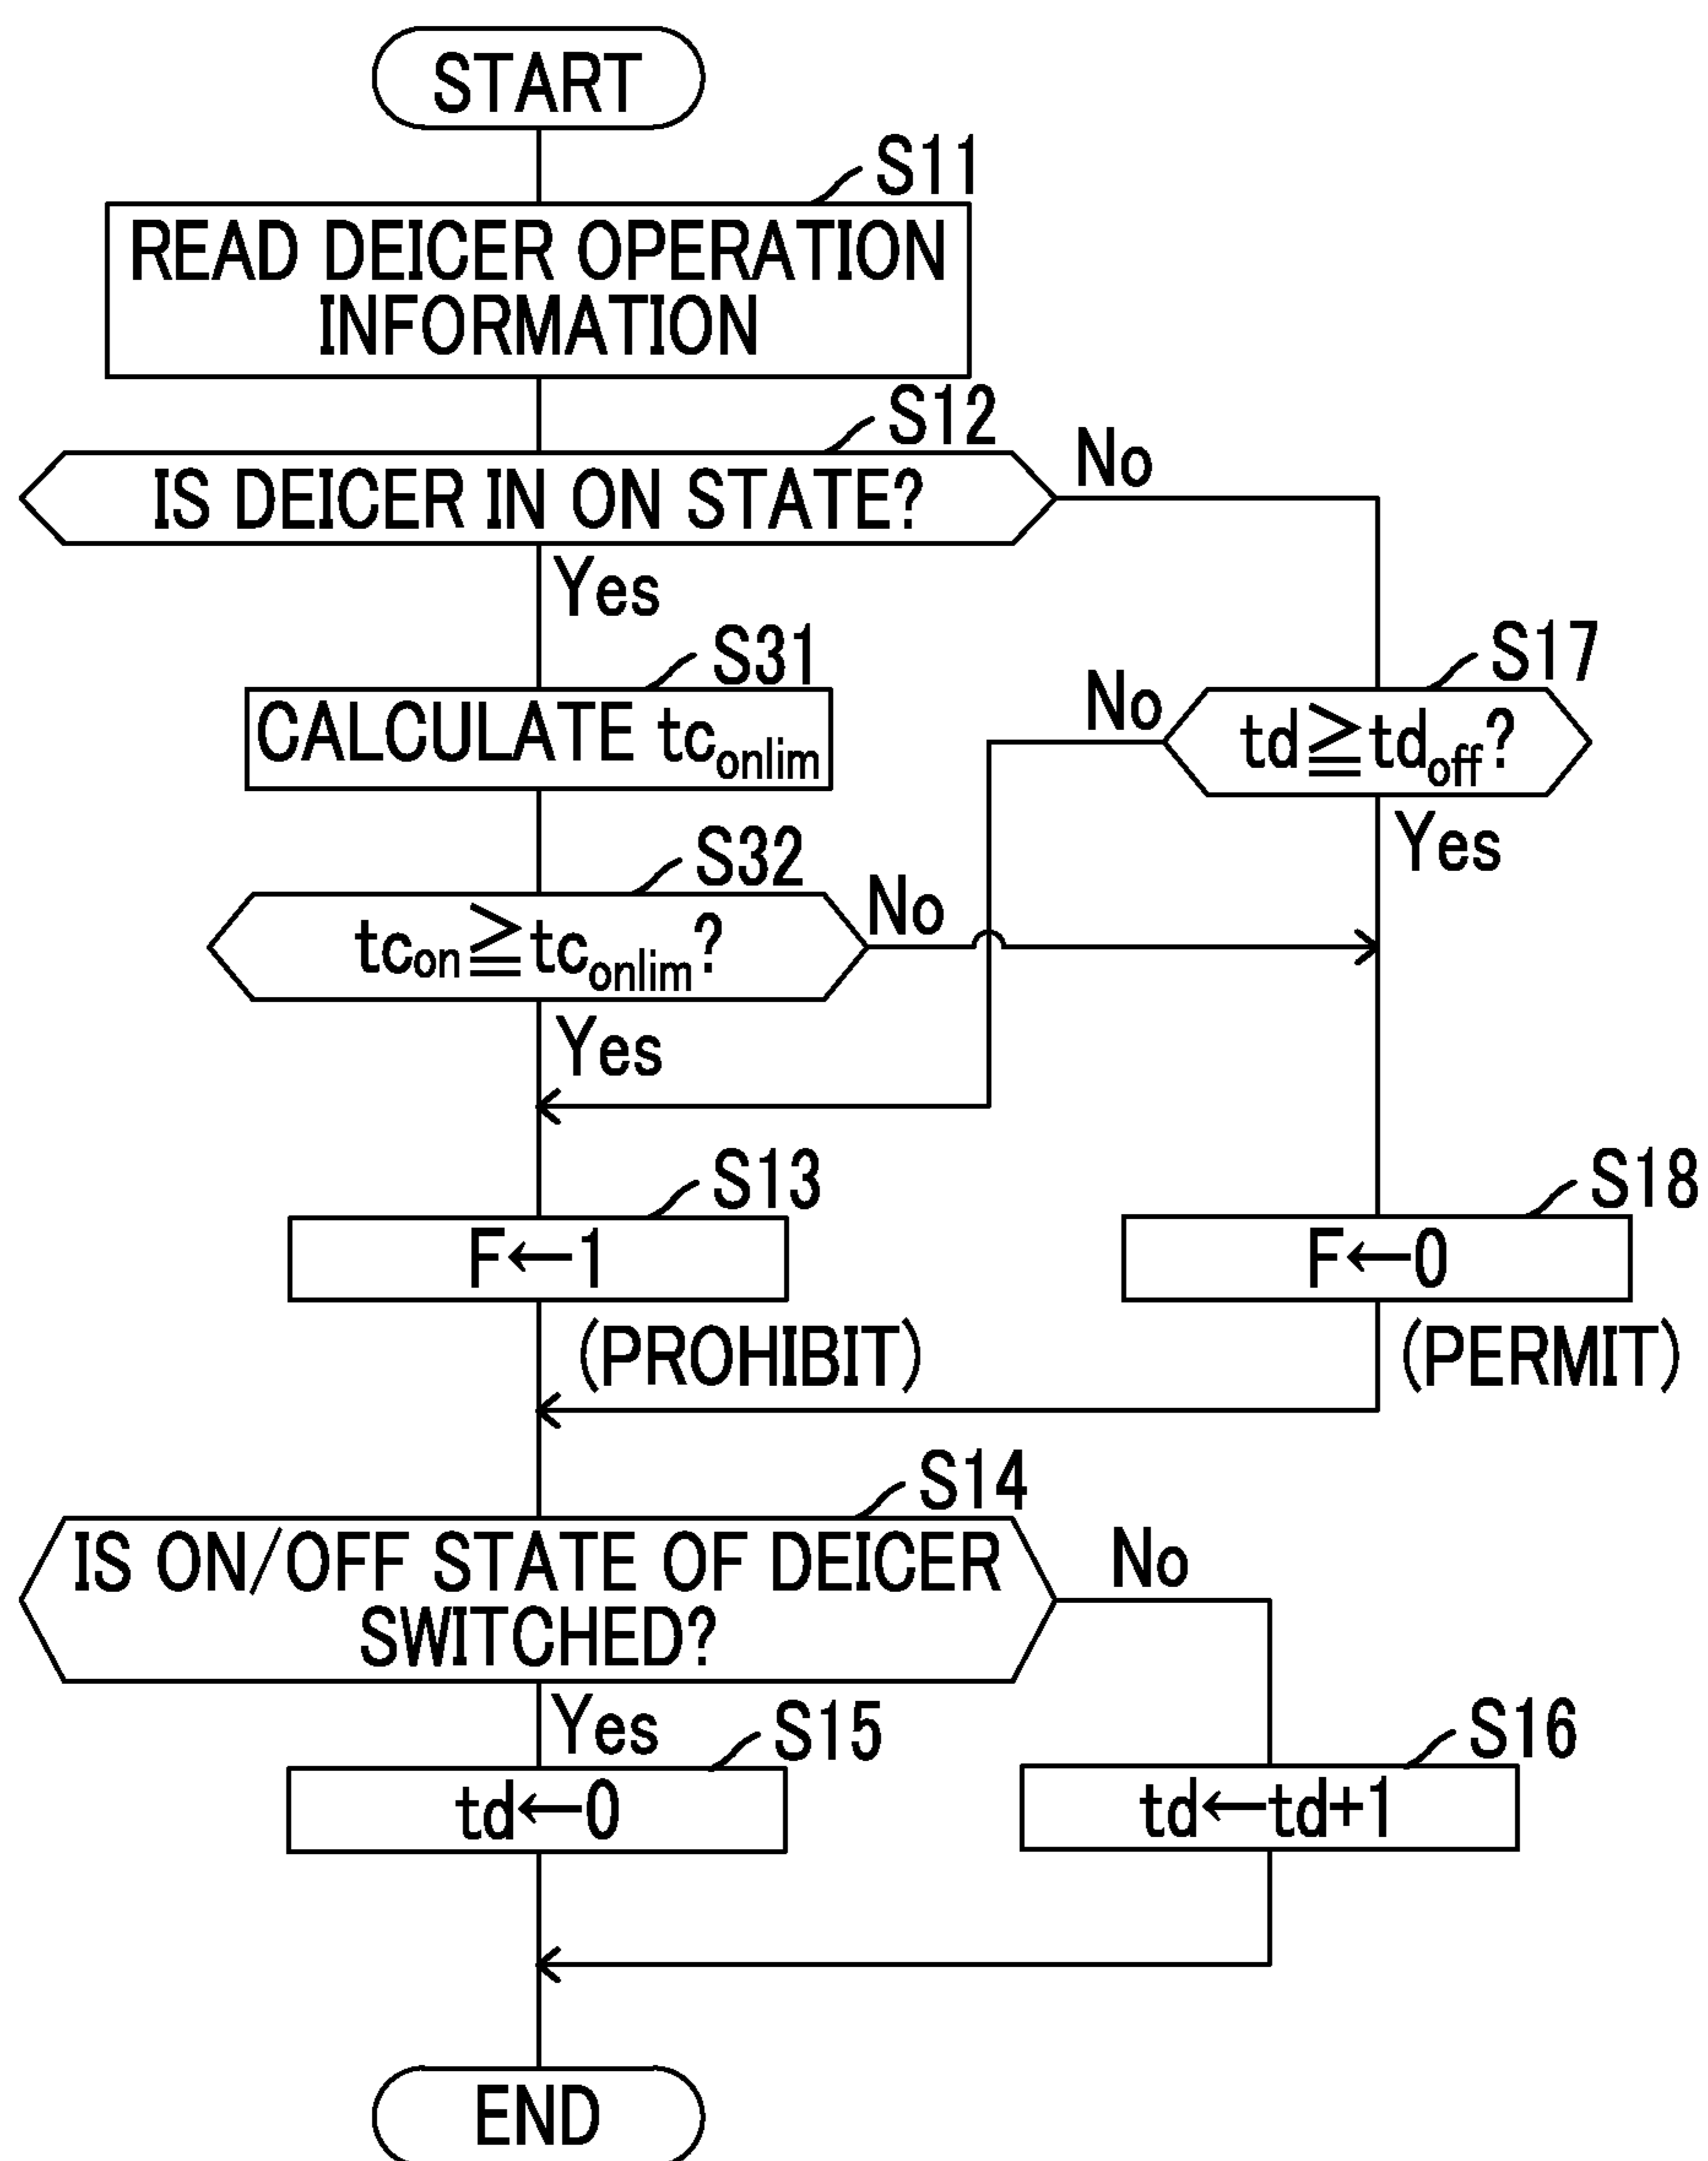 START
S11
READ DEICER OPERATION
INFORMATION
S12
IS DEICER IN ON STATE?
No
Yes
S31
CALCULATE tconlim
S17
No
td≧tdoff?
Yes
S32
tcon≧tconlim?
No
Yes
S13
F←1
(PROHIBIT)
S18
F←0
(PERMIT)
S14
IS ON/OFF STATE OF DEICER
SWITCHED?
No
Yes
S15
td←0
S16
td←td+1
END